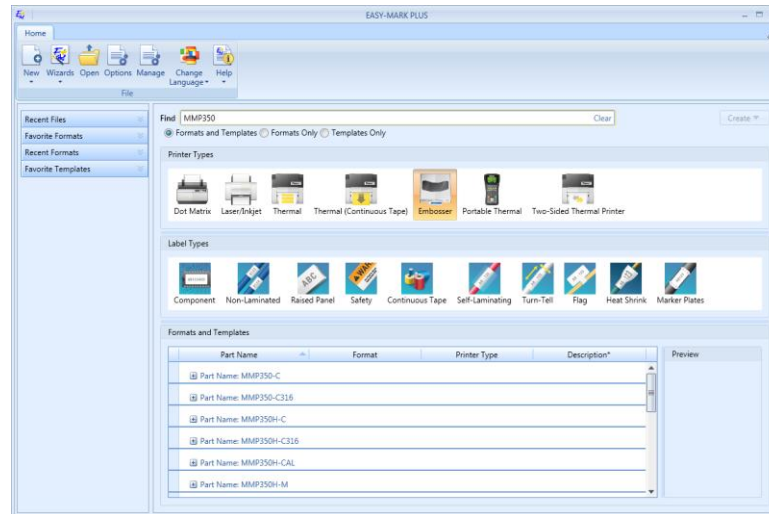 EASY-MARK PLUS
Home
New Wizards Open Options Manage Change Language Help
File
Recent Files
Favorite Formats
Recent Formats
Favorite Templates
Find MMP350 Clear Create
Formats and Templates Formats Only Templates Only
Printer Types
Dot Matrix Laser/Inkjet Thermal Thermal (Continuous Tape) Embosser Portable Thermal Two-Sided Thermal Printer
Label Types
ABC
Component Non-Laminated Raised Panel Safety Continuous Tape Self-Laminating Turn-Tell Flag Heat Shrink Marker Plates
Formats and Templates
Part Name Format Printer Type Description* Preview
Part Name: MMP350-C
Part Name: MMP350-C316
Part Name: MMP350H-C
Part Name: MMP350H-C316
Part Name: MMP350H-CAL
Part Name: MMP350H-M